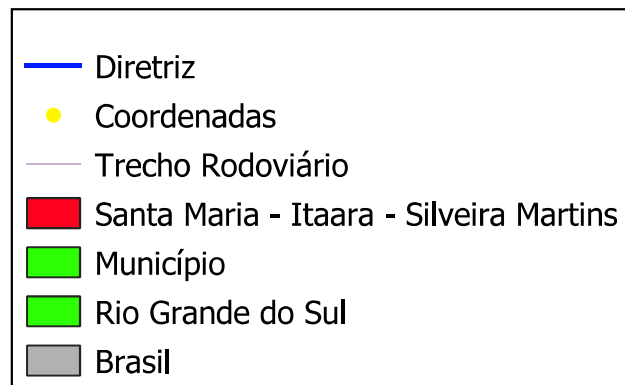 Diretriz
Coordenadas
Trecho Rodoviário
Santa Maria - Itaara - Silveira Martins
Município
Rio Grande do Sul
Brasil